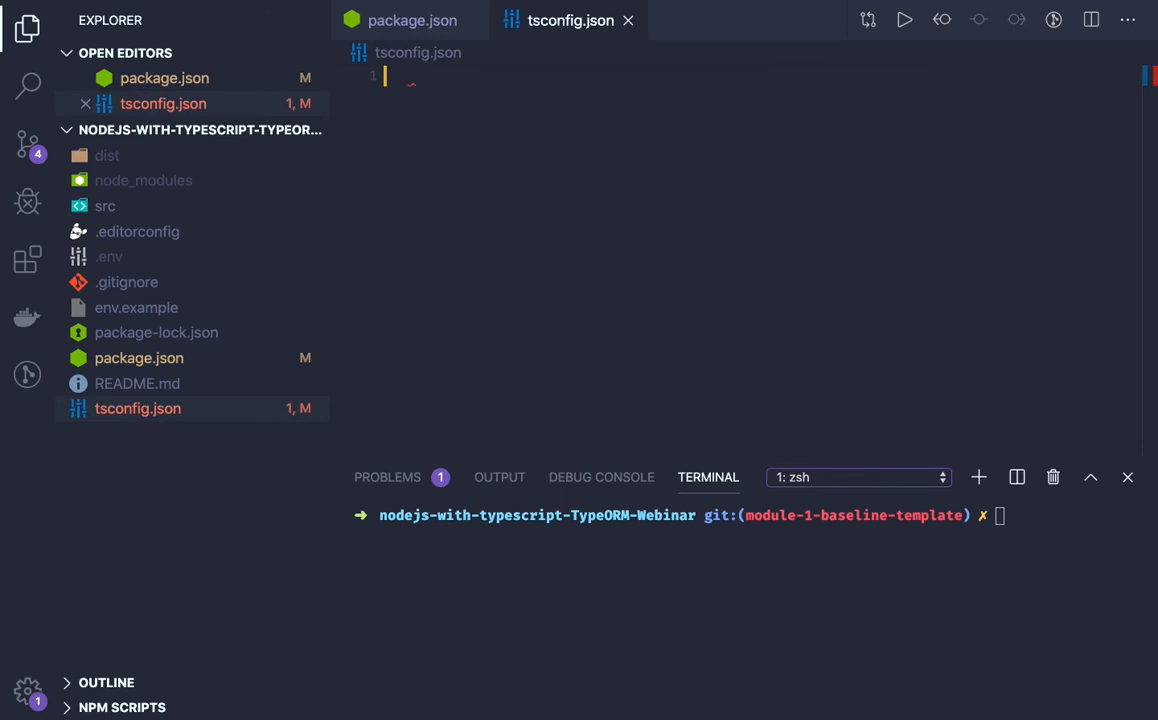 EXPLORER
OPEN EDITORS
package.json M
tsconfig.json 1, M
NODEJS-WITH-TYPESCRIPT-TYPEOR...
dist
node_modules
src
.editorconfig
.env
.gitignore
env.example
package-lock.json
package.json M
README.md
tsconfig.json 1, M
OUTLINE
NPM SCRIPTS
4
1
package.json
tsconfig.json
tsconfig.json
1
PROBLEMS 1 OUTPUT DEBUG CONSOLE TERMINAL 1: zsh
➜ nodejs-with-typescript-TypeORM-Webinar git:(module-1-baseline-template) ✗